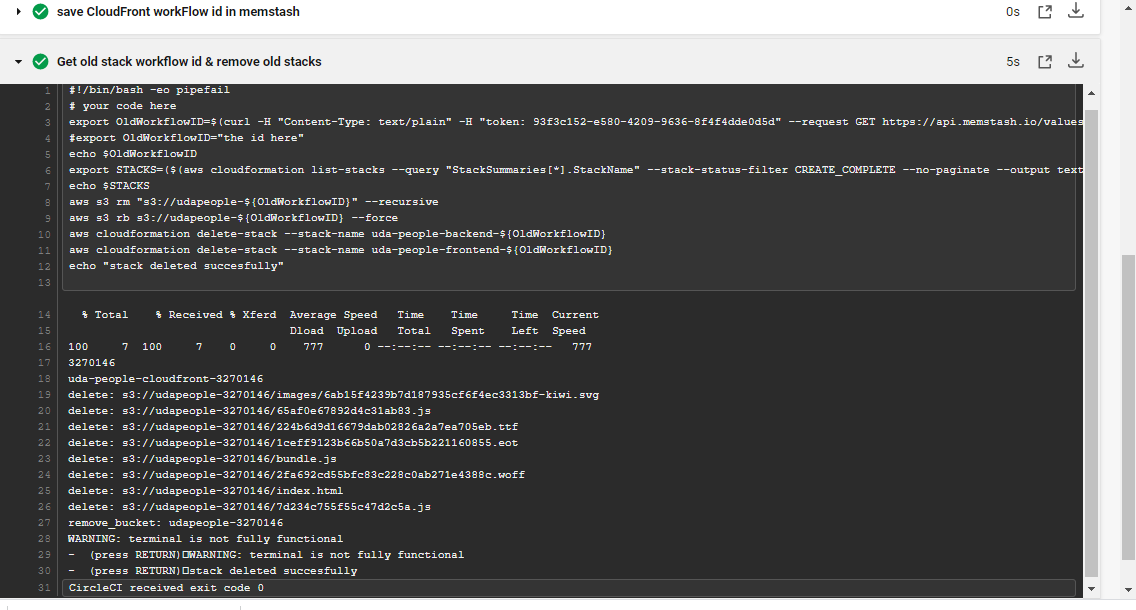 save CloudFront workFlow id in memstash 0s
Get old stack workflow id & remove old stacks 5s
1 #!/bin/bash -eo pipefail
2 # your code here
3 export OldWorkflowID=$(curl -H "Content-Type: text/plain" -H "token: 93f3c152-e580-4209-9636-8f4f4dde0d5d" --request GET https://api.memstash.io/values
4 #export OldWorkflowID="the id here"
5 echo $OldWorkflowID
6 export STACKS=($(aws cloudformation list-stacks --query "StackSummaries[*].StackName" --stack-status-filter CREATE_COMPLETE --no-paginate --output text
7 echo $STACKS
8 aws s3 rm "s3://udapeople-${OldWorkflowID}" --recursive
9 aws s3 rb s3://udapeople-${OldWorkflowID} --force
10 aws cloudformation delete-stack --stack-name uda-people-backend-${OldWorkflowID}
11 aws cloudformation delete-stack --stack-name uda-people-frontend-${OldWorkflowID}
12 echo "stack deleted succesfully"
13
14 % Total % Received % Xferd Average Speed Time Time Time Current
15 Dload Upload Total Spent Left Speed
16 100 7 100 7 0 0 777 0 --:--:-- --:--:-- --:--:-- 777
17 3270146
18 uda-people-cloudfront-3270146
19 delete: s3://udapeople-3270146/images/6ab15f4239b7d187935cf6f4ec3313bf-kiwi.svg
20 delete: s3://udapeople-3270146/65af0e67892d4c31ab83.js
21 delete: s3://udapeople-3270146/224b6d9d16679dab02826a2a7ea705eb.ttf
22 delete: s3://udapeople-3270146/1ceff9123b66b50a7d3cb5b221160855.eot
23 delete: s3://udapeople-3270146/bundle.js
24 delete: s3://udapeople-3270146/2fa692cd55bfc83c228c0ab271e4388c.woff
25 delete: s3://udapeople-3270146/index.html
26 delete: s3://udapeople-3270146/7d234c755f55c47d2c5a.js
27 remove_bucket: udapeople-3270146
28 WARNING: terminal is not fully functional
29 - (press RETURN)□WARNING: terminal is not fully functional
30 - (press RETURN)□stack deleted succesfully
31 CircleCI received exit code 0